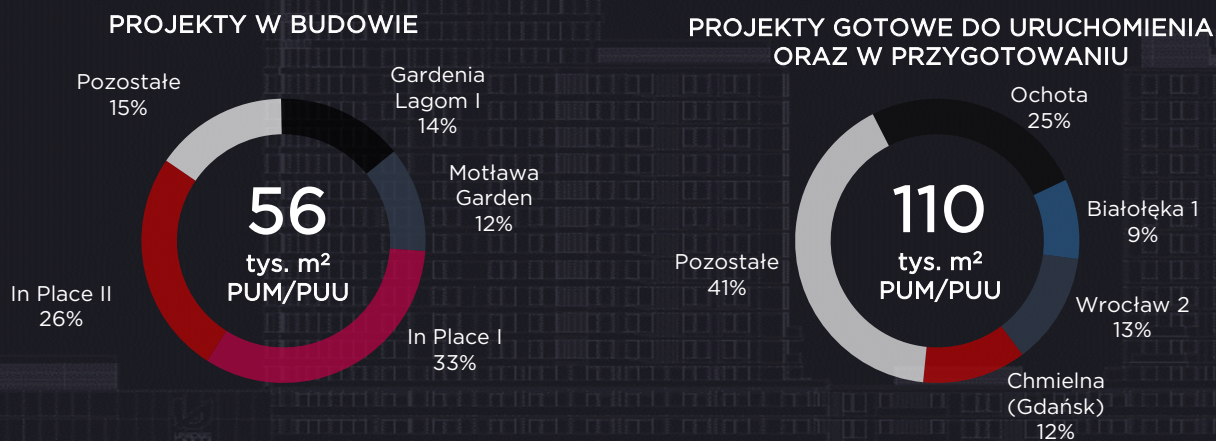 PROJEKTY W BUDOWIE
Pozostałe
15%
Gardenia
Lagom I
14%
Motława
Garden
12%
56
tys. m²
PUM/PUU
In Place II
26%
In Place I
33%
PROJEKTY GOTOWE DO URUCHOMIENIA
ORAZ W PRZYGOTOWANIU
Ochota
25%
Białołęka 1
9%
110
tys. m²
PUM/PUU
Pozostałe
41%
Wrocław 2
13%
Chmielna
(Gdańsk)
12%